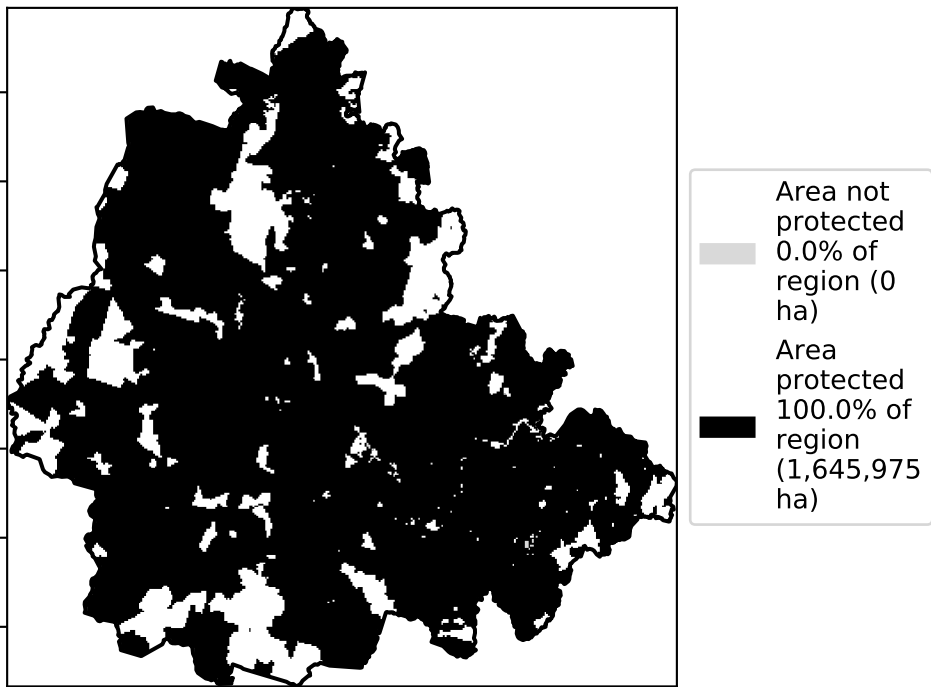 Area not
protected
0.0% of
region (0
ha)
Area
protected
100.0% of
region
(1,645,975
ha)